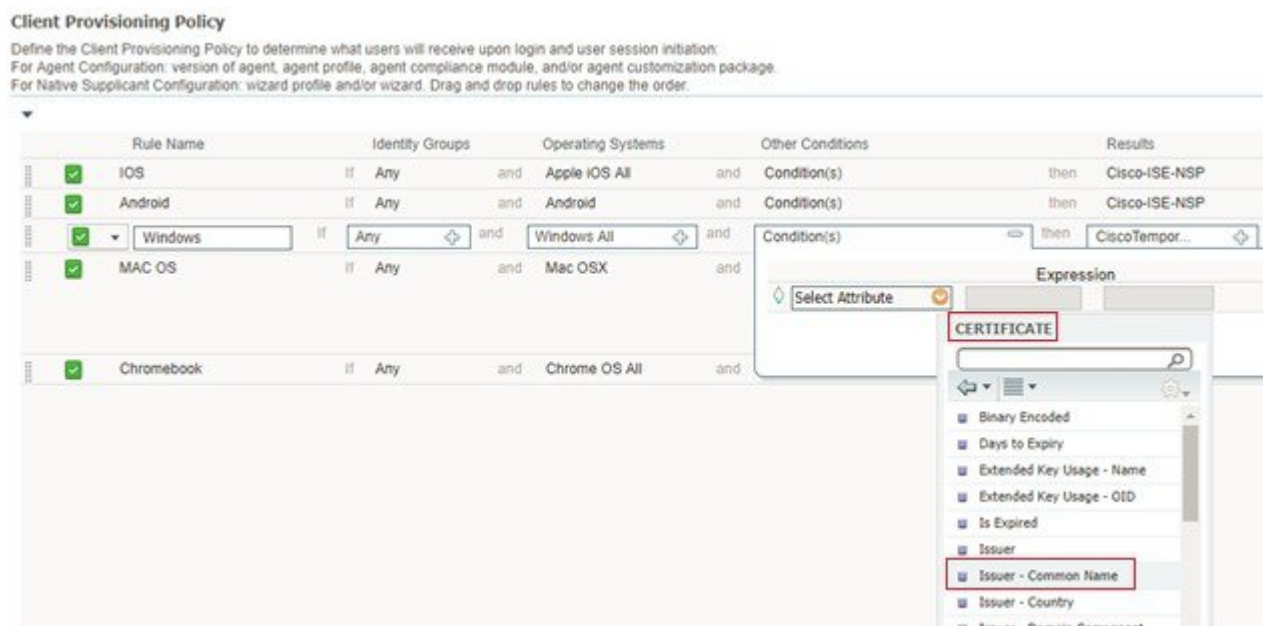 Client Provisioning Policy
Define the Client Provisioning Policy to determine what users will receive upon login and user session initiation:
For Agent Configuration: version of agent, agent profile, agent compliance module, and/or agent customization package.
For Native Supplicant Configuration: wizard profile and/or wizard. Drag and drop rules to change the order.
Rule Name Identity Groups Operating Systems Other Conditions Results
IOS If Any and Apple iOS All and Condition(s) then Cisco-ISE-NSP
Android If Any and Android and Condition(s) then Cisco-ISE-NSP
Windows If Any and Windows All and Condition(s) then CiscoTempor...
MAC OS If Any and Mac OSX and
Expression
Select Attribute
CERTIFICATE
Chromebook If Any and Chrome OS All and
Binary Encoded
Days to Expiry
Extended Key Usage - Name
Extended Key Usage - OID
Is Expired
Issuer
Issuer - Common Name
Issuer - Country
Issuer - Domain Component